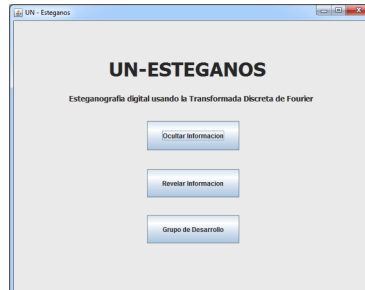 UN - Esteganos
UN-ESTEGANOS
Esteganografia digital usando la Transformada Discreta de Fourier
Ocultar Informacion
Revelar Informacion
Grupo de Desarrollo